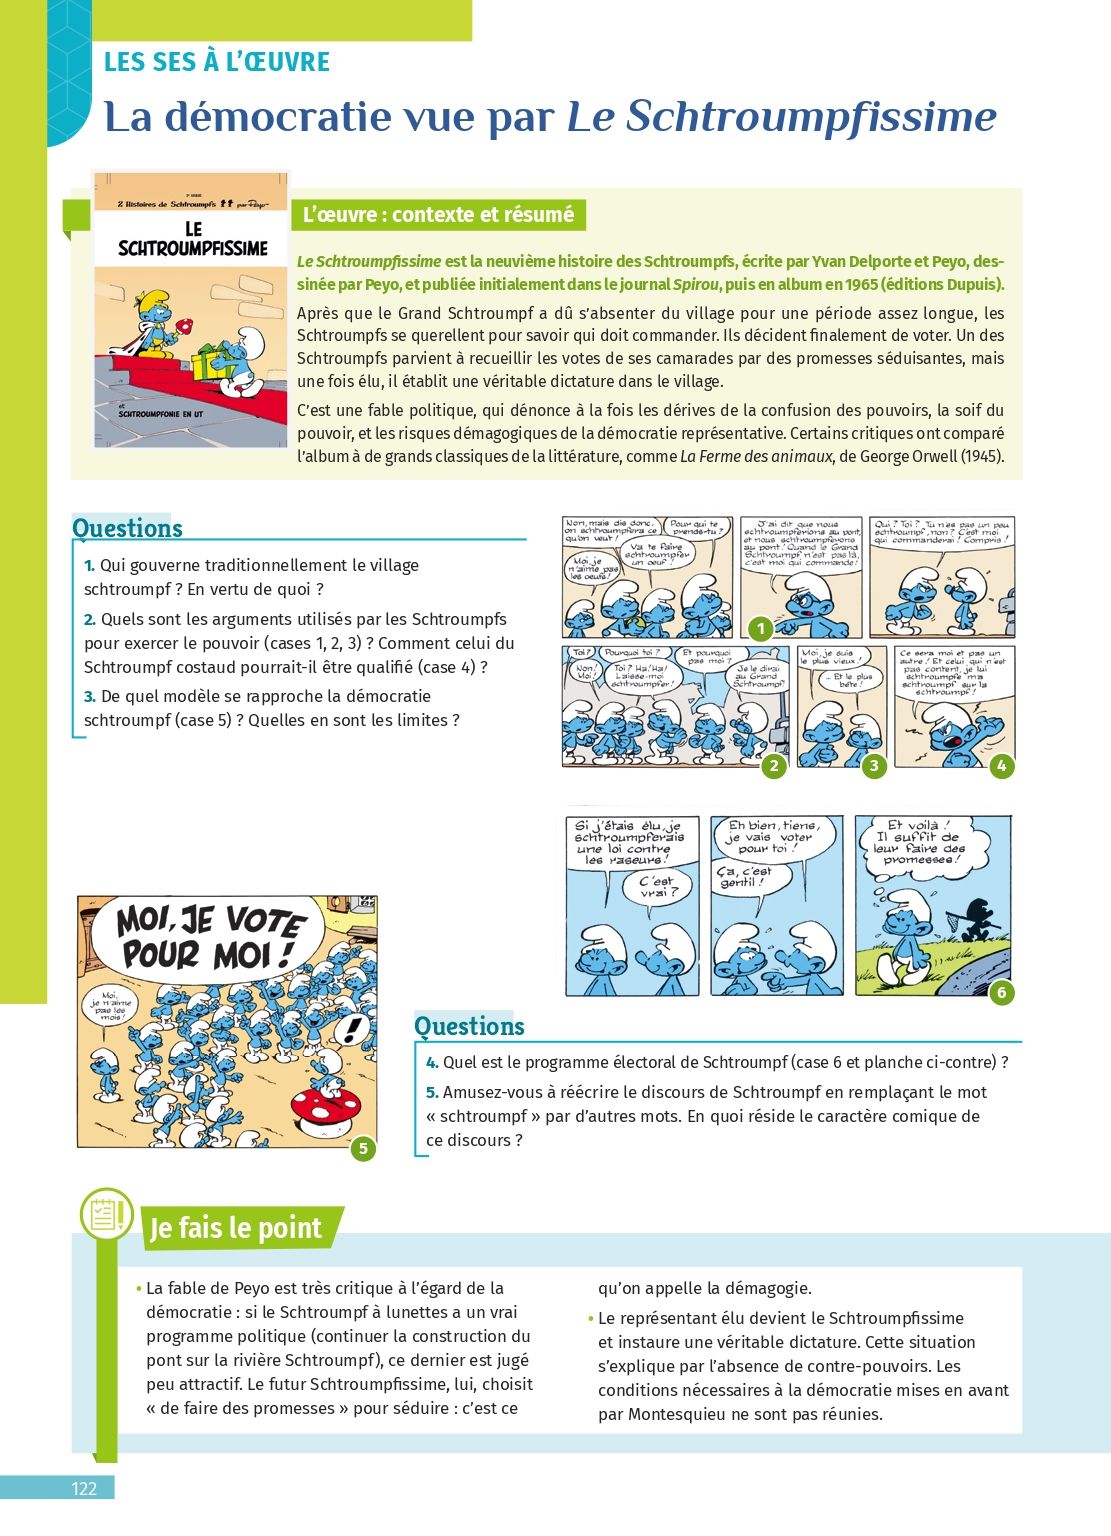 LES SES À L’ŒUVRE
La démocratie vue par Le Schtroumpfissime
2 Histoires de Schtroumpfs par Peyo
LE
SCHTROUMPFISSIME
et
SCHTROUMPFONIE EN UT
L’œuvre : contexte et résumé
Le Schtroumpfissime est la neuvième histoire des Schtroumpfs, écrite par Yvan Delporte et Peyo, des-
sinée par Peyo, et publiée initialement dans le journal Spirou, puis en album en 1965 (éditions Dupuis).
Après que le Grand Schtroumpf a dû s’absenter du village pour une période assez longue, les
Schtroumpfs se querellent pour savoir qui doit commander. Ils décident finalement de voter. Un des
Schtroumpfs parvient à recueillir les votes de ses camarades par des promesses séduisantes, mais
une fois élu, il établit une véritable dictature dans le village.
C’est une fable politique, qui dénonce à la fois les dérives de la confusion des pouvoirs, la soif du
pouvoir, et les risques démagogiques de la démocratie représentative. Certains critiques ont comparé
l’album à de grands classiques de la littérature, comme La Ferme des animaux, de George Orwell (1945).
Questions
1. Qui gouverne traditionnellement le village
schtroumpf ? En vertu de quoi ?
2. Quels sont les arguments utilisés par les Schtroumpfs
pour exercer le pouvoir (cases 1, 2, 3) ? Comment celui du
Schtroumpf costaud pourrait-il être qualifié (case 4) ?
3. De quel modèle se rapproche la démocratie
schtroumpf (case 5) ? Quelles en sont les limites ?
Non, mais dis donc,
on schtroumpfera ce
qu'on veut !
Pour qui te
prends-tu ?
Va te faire
schtroumpfer
un oeuf !
Moi, je
n'aime pas
les oeufs !
J'ai dit que nous
schtroumpferions au pont,
et nous schtroumpferons
au pont ! Quand le Grand
Schtroumpf n'est pas là,
c'est moi qui commande !
1
Qui ? Toi ? Tu n'es pas un peu
schtroumpf, non ? C'est moi
qui commanderai ! Compris !
Toi ?
Pourquoi toi ?
Et pourquoi
pas moi ?
Non !
Moi !
Toi ? Ha ! Ha !
Laisse-moi
schtroumpfer !
Je le dirai
au Grand
Schtroumpf !
2
Moi, je suis
le plus vieux !
... Et le plus
bête !
3
Ce sera moi et pas un
autre ! Et celui qui n'est
pas content, je lui
schtroumpfe ma
schtroumpf sur la
schtroumpf !
4
Si j'étais élu, je
schtroumpferais
une loi contre
les raseurs !
C'est
vrai ?
Eh bien, tiens,
je vais voter
pour toi !
Ça, c'est
gentil !
Et voilà !
Il suffit de
leur faire des
promesses !
6
MOI, JE VOTE
POUR MOI !
Moi,
je n'aime
pas les
mois !
!
5
Questions
4. Quel est le programme électoral de Schtroumpf (case 6 et planche ci-contre) ?
5. Amusez-vous à réécrire le discours de Schtroumpf en remplaçant le mot
« schtroumpf » par d’autres mots. En quoi réside le caractère comique de
ce discours ?
Je fais le point
• La fable de Peyo est très critique à l’égard de la
démocratie : si le Schtroumpf à lunettes a un vrai
programme politique (continuer la construction du
pont sur la rivière Schtroumpf), ce dernier est jugé
peu attractif. Le futur Schtroumpfissime, lui, choisit
« de faire des promesses » pour séduire : c’est ce
qu’on appelle la démagogie.
• Le représentant élu devient le Schtroumpfissime
et instaure une véritable dictature. Cette situation
s’explique par l’absence de contre-pouvoirs. Les
conditions nécessaires à la démocratie mises en avant
par Montesquieu ne sont pas réunies.
122